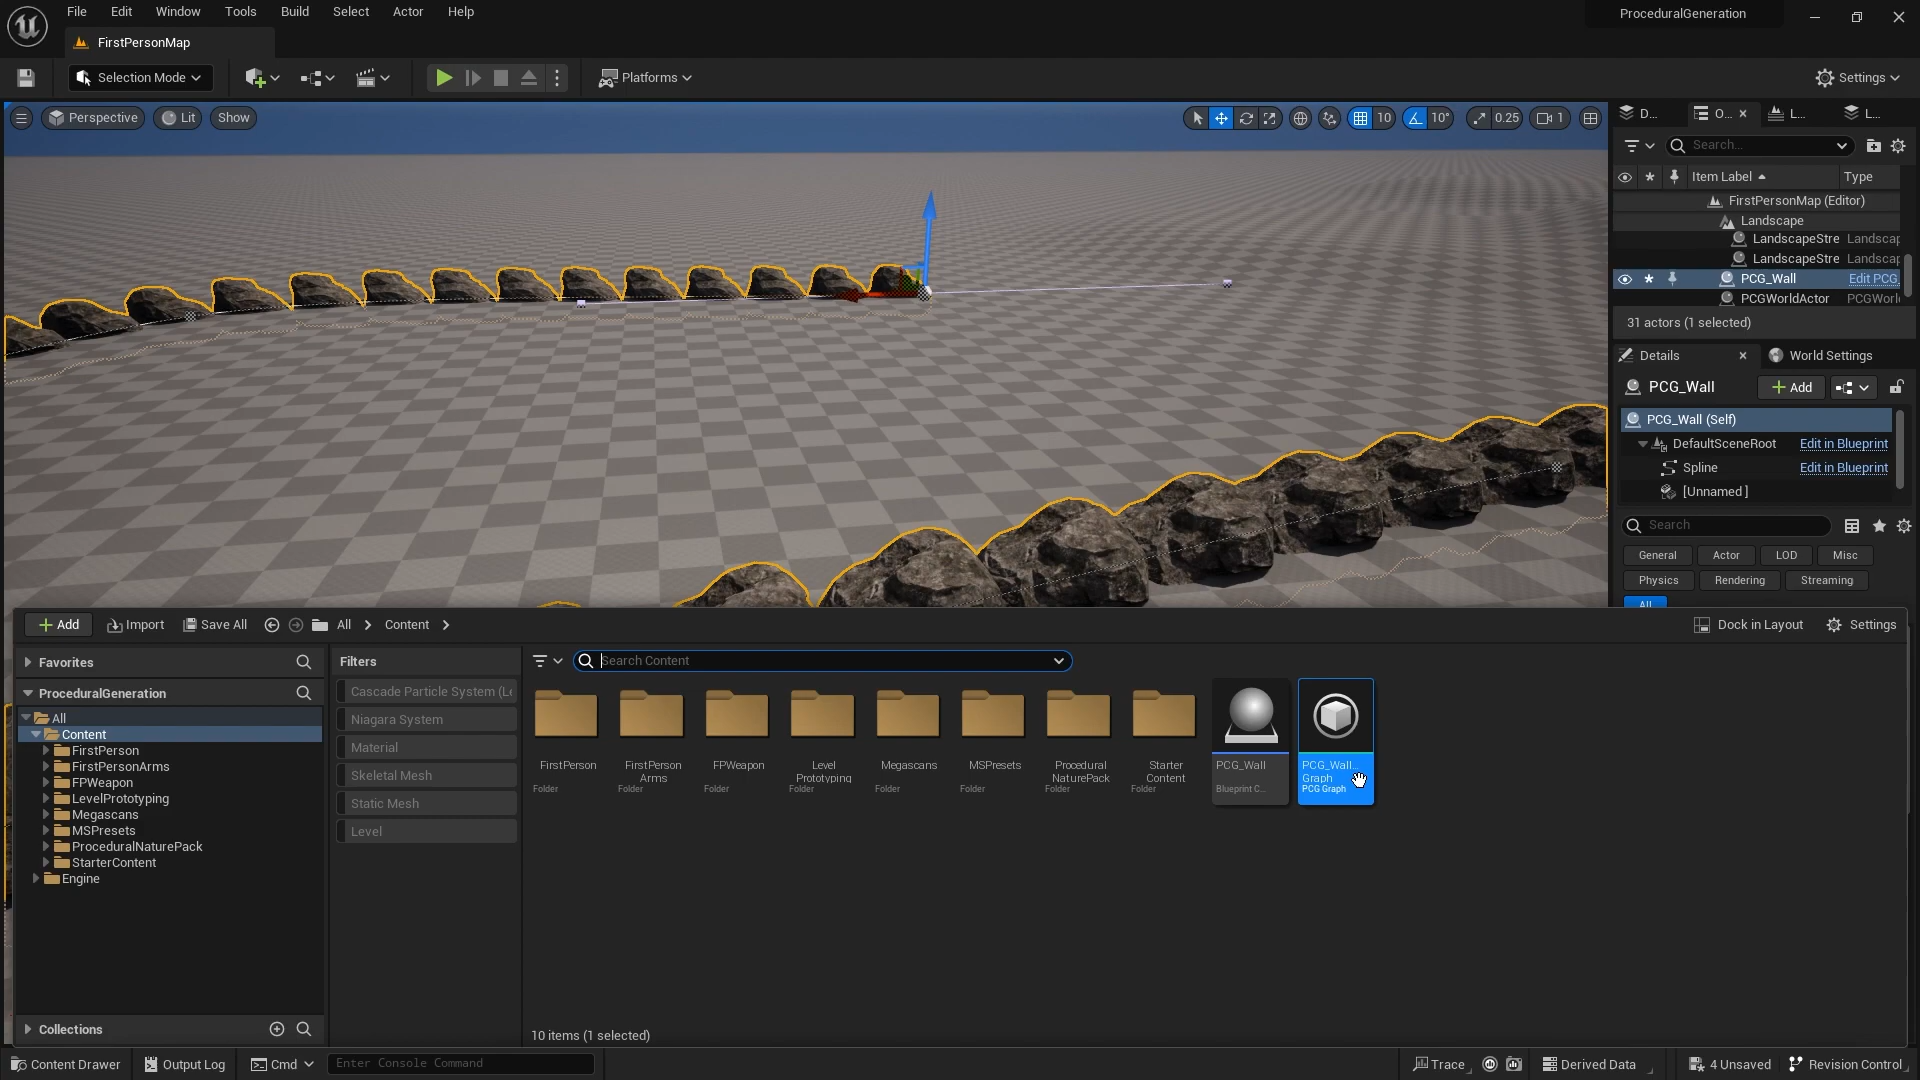 File Edit Window Tools Build Select Actor Help
ProceduralGeneration
FirstPersonMap
Selection Mode
Platforms
Settings
Perspective Lit Show
10 10° 0.25 1
D... O... L... L...
Search...
Item Label Type
FirstPersonMap (Editor)
Landscape
LandscapeStre Landscap
LandscapeStre Landscap
PCG_Wall Edit PCG_
PCGWorldActor PCGWorl
31 actors (1 selected)
Details World Settings
PCG_Wall Add
PCG_Wall (Self)
DefaultSceneRoot Edit in Blueprint
Spline Edit in Blueprint
[Unnamed ]
Search
General Actor LOD Misc
Physics Rendering Streaming
All
Add Import Save All All Content
Dock in Layout Settings
Favorites
ProceduralGeneration
All
Content
FirstPerson
FirstPersonArms
FPWeapon
LevelPrototyping
Megascans
MSPresets
ProceduralNaturePack
StarterContent
Engine
Collections
Filters
Cascade Particle System (Le
Niagara System
Material
Skeletal Mesh
Static Mesh
Level
Search Content
FirstPerson
Folder
FirstPerson
Arms
Folder
FPWeapon
Folder
Level
Prototyping
Folder
Megascans
Folder
MSPresets
Folder
Procedural
NaturePack
Folder
Starter
Content
Folder
PCG_Wall
Blueprint C...
PCG_Wall...
Graph
PCG Graph
10 items (1 selected)
Content Drawer Output Log Cmd Enter Console Command
Trace Derived Data 4 Unsaved Revision Control